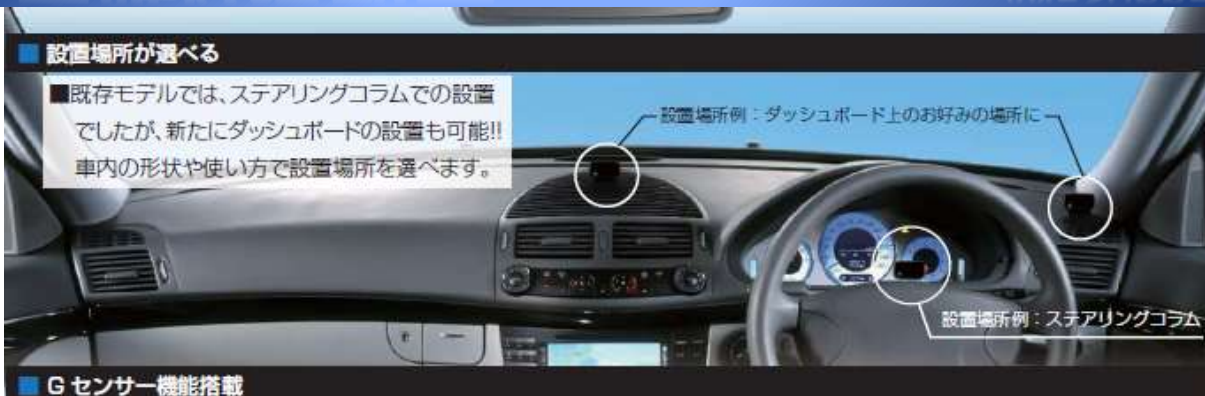 設置場所が選べる
■既存モデルでは、ステアリングコラムでの設置
でしたが、新たにダッシュボードの設置も可能!!
車内の形状や使い方で設置場所を選べます。
設置場所例：ダッシュボード上のお好みの場所に
設置場所例：ステアリングコラム
G センサー機能搭載